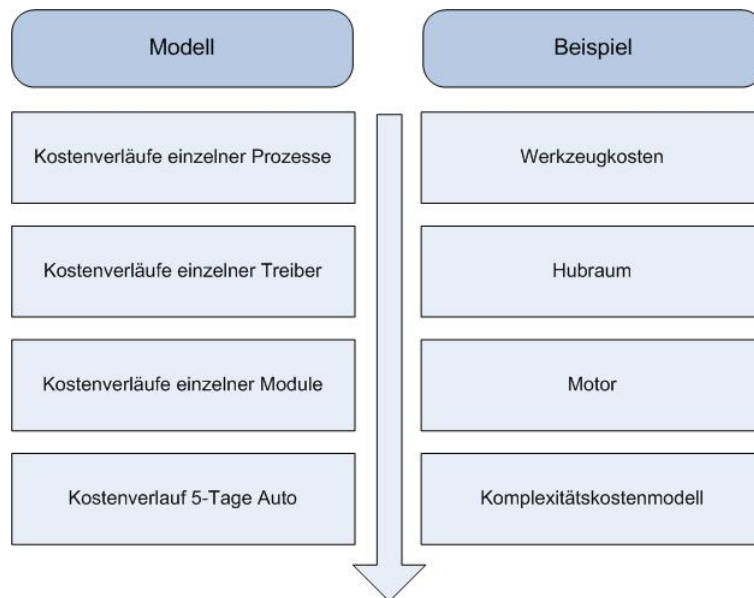 Modell
Beispiel
Kostenverläufe einzelner Prozesse
Werkzeugkosten
Kostenverläufe einzelner Treiber
Hubraum
Kostenverläufe einzelner Module
Motor
Kostenverlauf 5-Tage Auto
Komplexitätskostenmodell